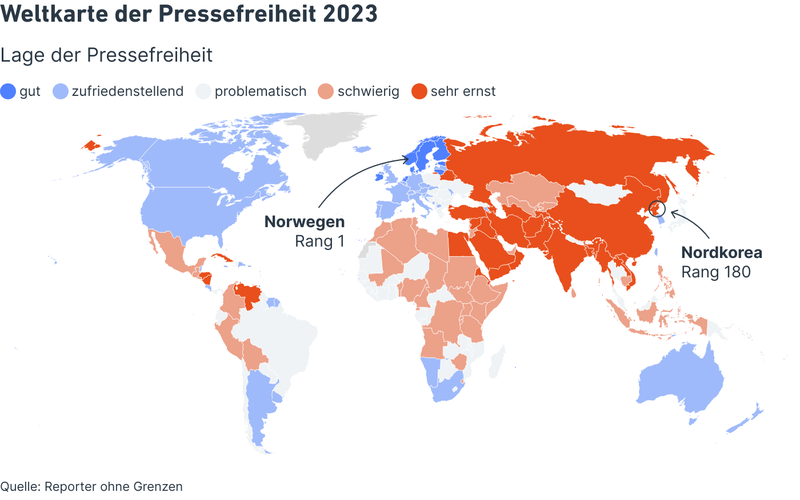 Weltkarte der Pressefreiheit 2023
Lage der Pressefreiheit
gut zufriedenstellend problematisch schwierig sehr ernst
Norwegen
Rang 1
Nordkorea
Rang 180
Quelle: Reporter ohne Grenzen